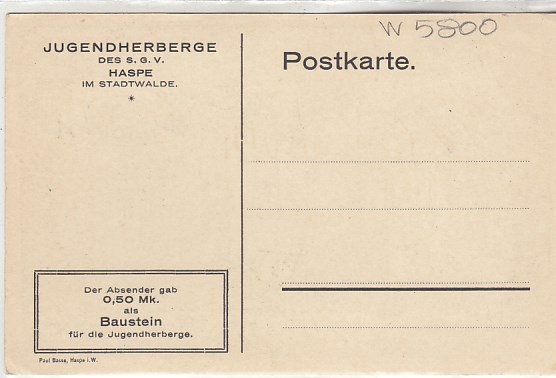 W 5800
JUGENDHERBERGE
DES S. G. V.
HASPE
IM STADTWALDE.
*
Postkarte.
Der Absender gab
0,50 Mk.
als
Baustein
für die Jugendherberge.
Paul Basse, Haspe i. W.